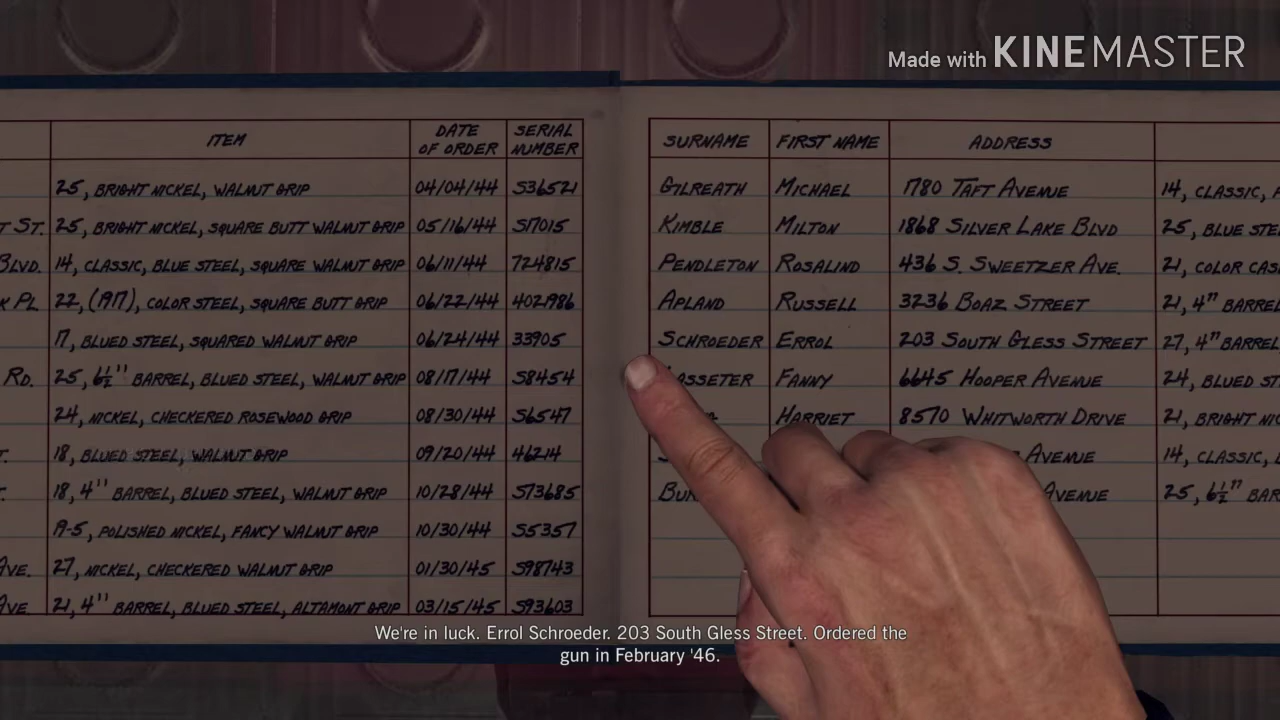 Made with KINEMASTER
ITEM DATE OF ORDER SERIAL NUMBER
25, BRIGHT NICKEL, WALNUT GRIP 04/04/44 S36521
T ST. 25, BRIGHT NICKEL, SQUARE BUTT WALNUT GRIP 05/16/44 S17015
BLVD. 14, CLASSIC, BLUE STEEL, SQUARE WALNUT GRIP 06/11/44 724815
K PL. 22, (1917), COLOR STEEL, SQUARE BUTT GRIP 06/22/44 402986
17, BLUED STEEL, SQUARED WALNUT GRIP 06/24/44 33905
RD. 25, 6½" BARREL, BLUED STEEL, WALNUT GRIP 08/17/44 S8454
24, NICKEL, CHECKERED ROSEWOOD GRIP 08/30/44 S6547
T. 18, BLUED STEEL, WALNUT GRIP 09/20/44 46214
T. 18, 4" BARREL, BLUED STEEL, WALNUT GRIP 10/28/44 S73685
A-5, POLISHED NICKEL, FANCY WALNUT GRIP 10/30/44 S5357
AVE. 27, NICKEL, CHECKERED WALNUT GRIP 01/30/45 S98743
AVE 21, 4" BARREL, BLUED STEEL, ALTAMONT GRIP 03/15/45 S93603
SURNAME FIRST NAME ADDRESS
GILREATH MICHAEL 1780 TAFT AVENUE 14, CLASSIC,
KIMBLE MILTON 1868 SILVER LAKE BLVD 25, BLUE STE
PENDLETON ROSALIND 436 S. SWEETZER AVE. 21, COLOR CAS
APLAND RUSSELL 3236 BOAZ STREET 21, 4" BARREL
SCHROEDER ERROL 203 SOUTH GLESS STREET 27, 4" BARREL
ASSETER FANNY 6645 HOOPER AVENUE 24, BLUED ST
HARRIET 8570 WHITWORTH DRIVE 21, BRIGHT NIC
AVENUE 14, CLASSIC,
BUR AVENUE 25, 6½" BAR
We're in luck. Errol Schroeder. 203 South Gless Street. Ordered the
gun in February '46.